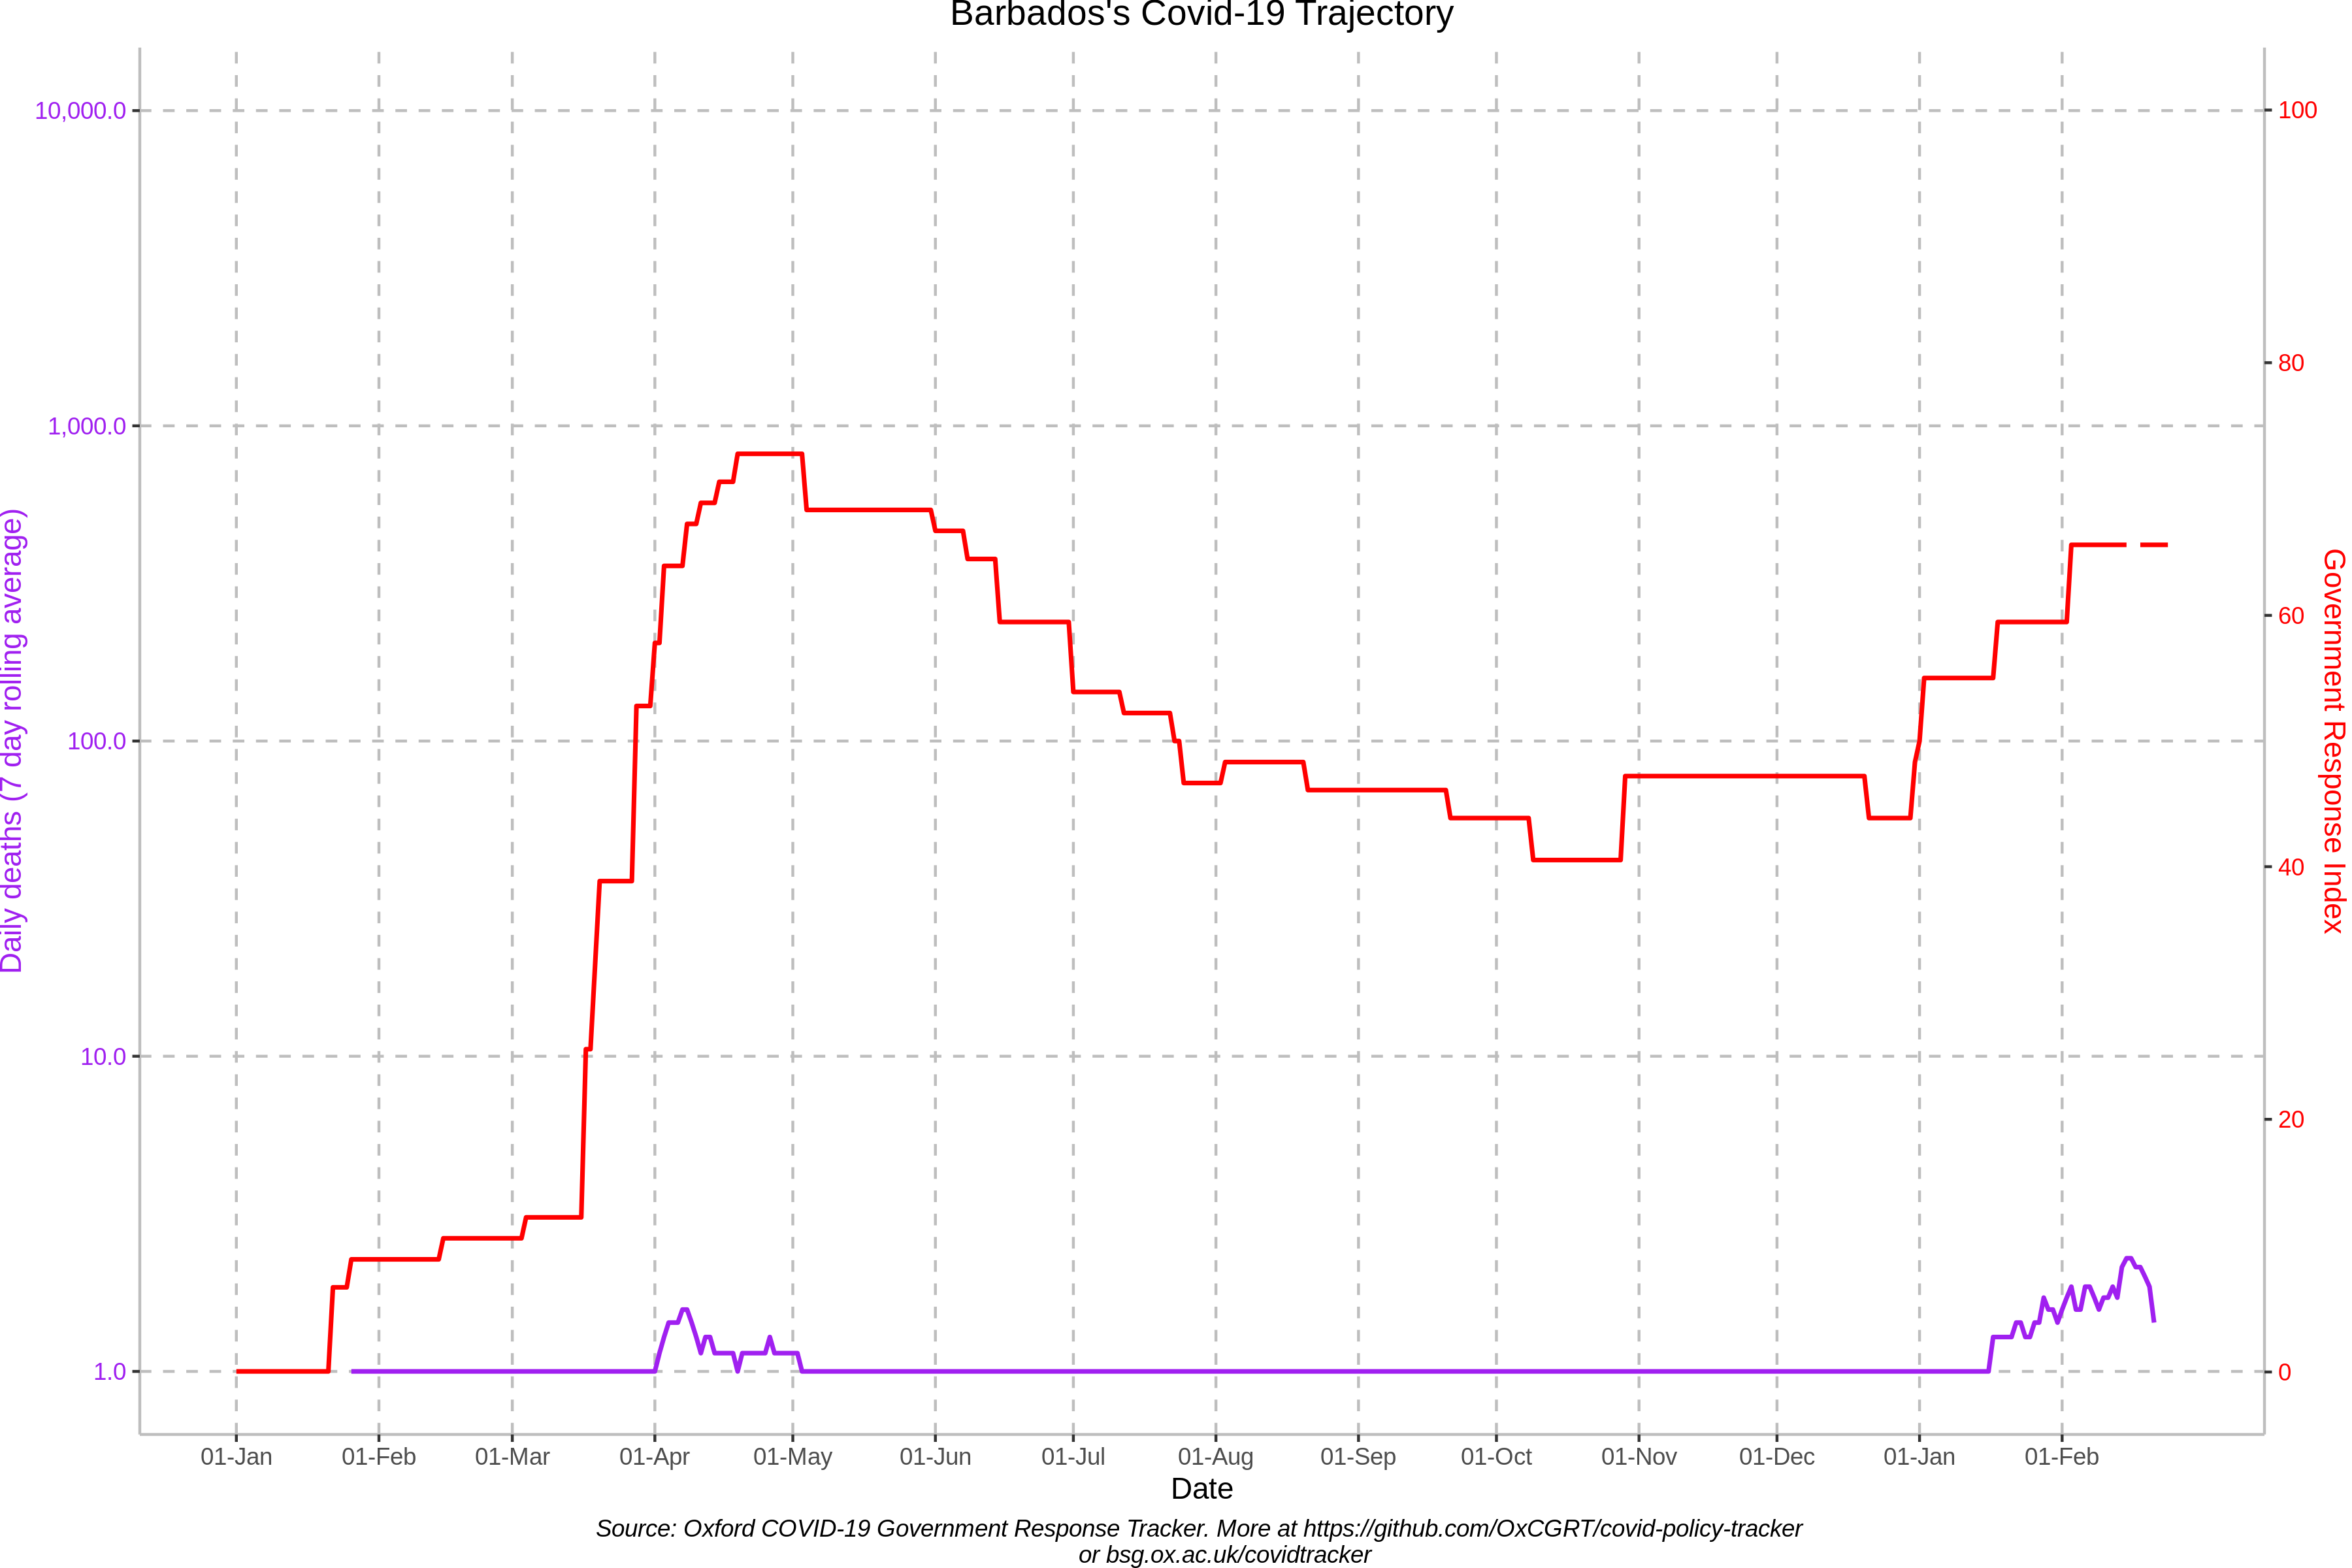 Barbados's Covid-19 Trajectory
10,000.0
1,000.0
100.0
10.0
1.0
Daily deaths (7 day rolling average)
100
80
60
40
20
0
Government Response Index
01-Jan 01-Feb 01-Mar 01-Apr 01-May 01-Jun 01-Jul 01-Aug 01-Sep 01-Oct 01-Nov 01-Dec 01-Jan 01-Feb
Date
Source: Oxford COVID-19 Government Response Tracker. More at https://github.com/OxCGRT/covid-policy-tracker
or bsg.ox.ac.uk/covidtracker